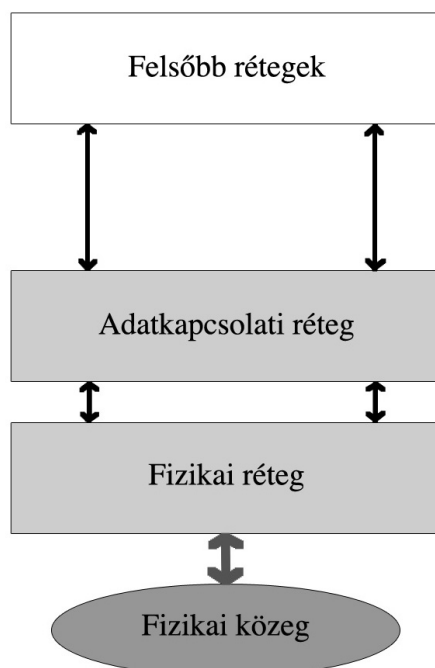 Felsőbb rétegek
Adatkapcsolati réteg
Fizikai réteg
Fizikai közeg